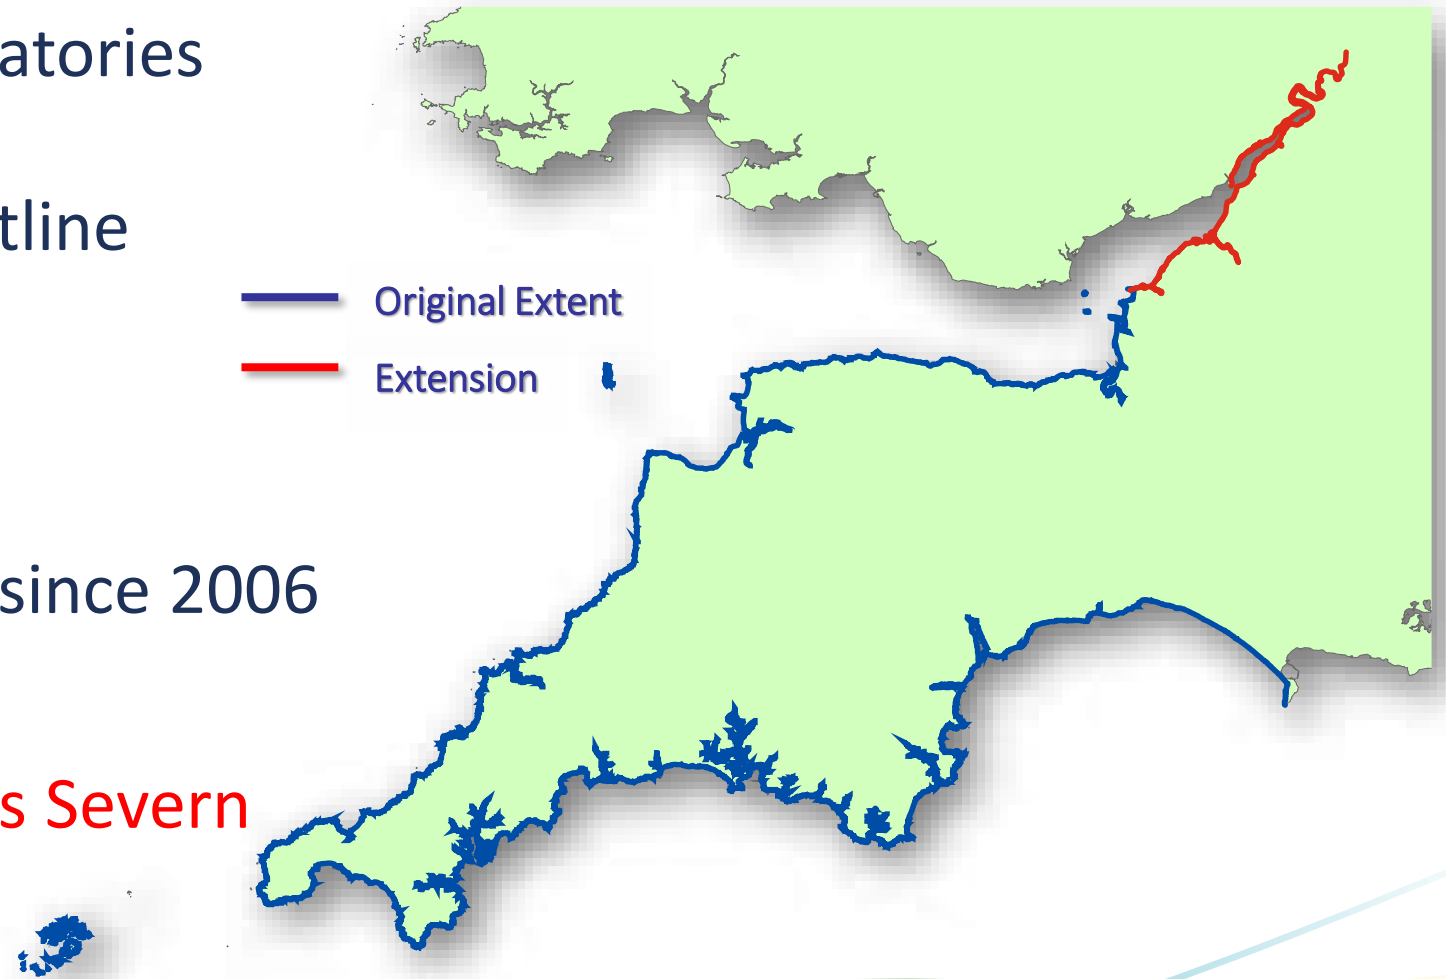 atories
tline
Original Extent
Extension
since 2006
s Severn